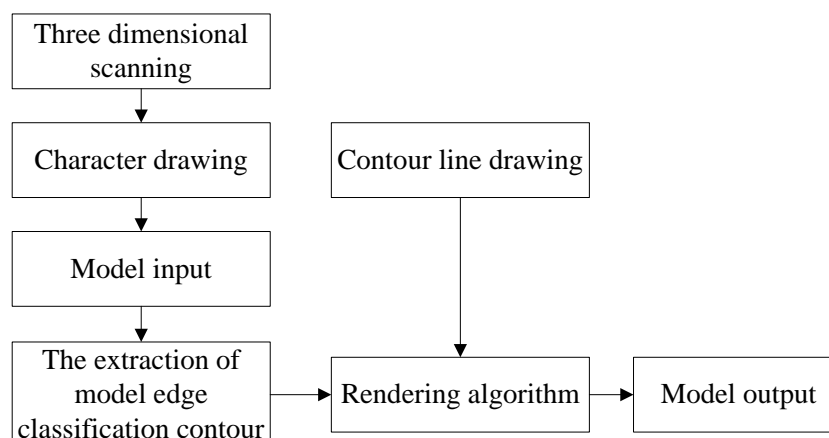 Three dimensional
scanning
Character drawing
Contour line drawing
Model input
The extraction of
model edge
classification contour
Rendering algorithm
Model output